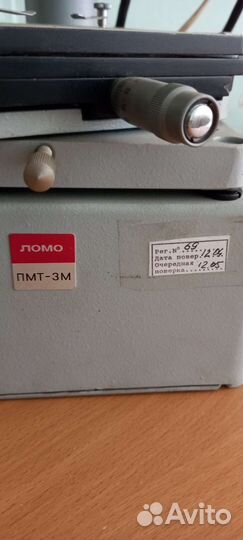 ЛОМО
ПМТ-3М
Рег.№ 69
Дата повер. 12.04
Очередная
поверка 12.05
Avito